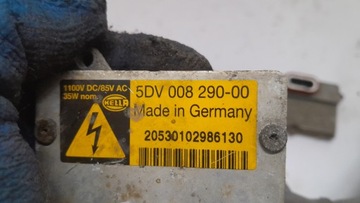 1100V DC/85V AC
35W nom.
HELLA
5DV 008 290-00
Made in Germany
20530102986130